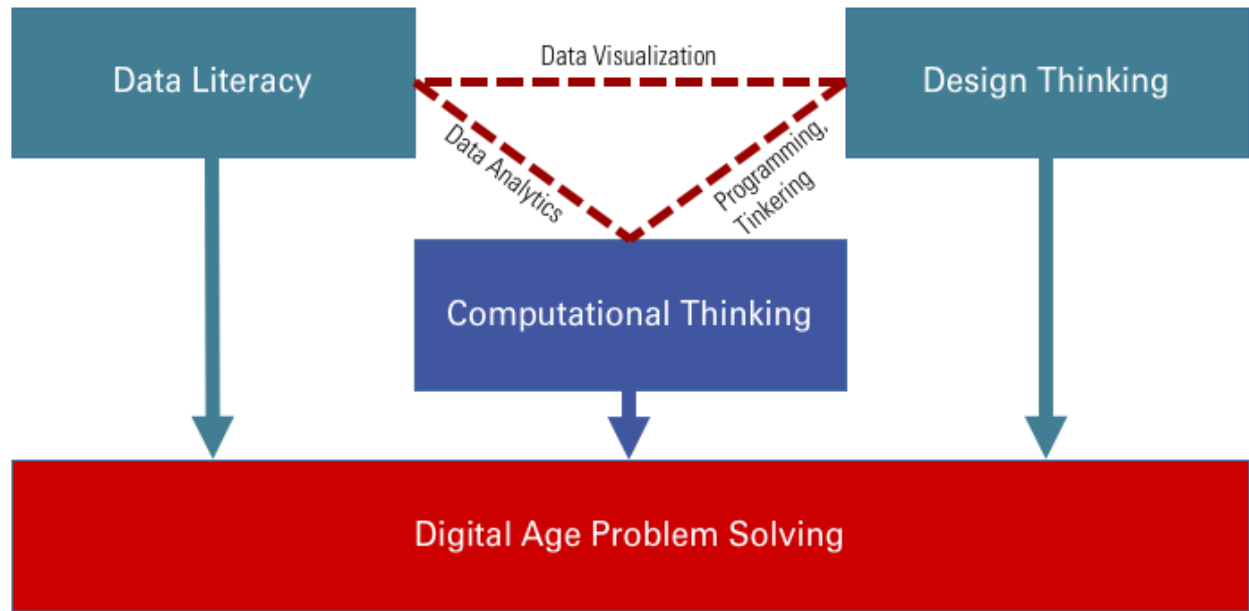 Data Visualization
Data Literacy
Design Thinking
Data Analytics
Programming,
Tinkering
Computational Thinking
Digital Age Problem Solving